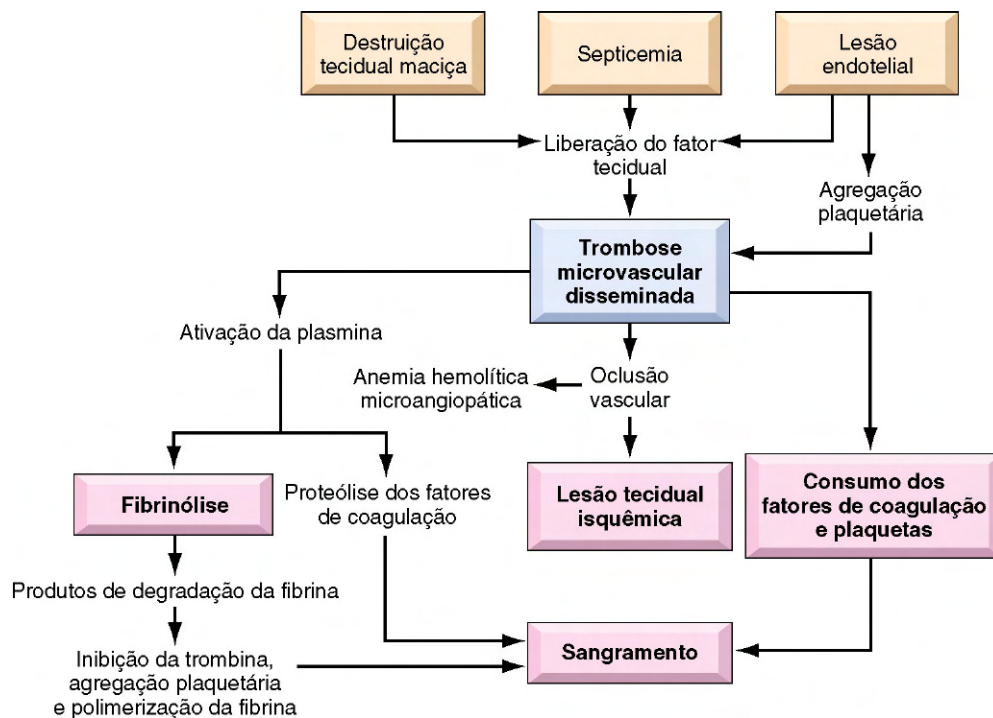 Destruição
tecidual maciça
Septicemia
Lesão
endotelial
Liberação do fator
tecidual
Agregação
plaquetária
Trombose
microvascular
disseminada
Ativação da plasmina
Anemia hemolítica
microangiopática
Oclusão
vascular
Fibrinólise
Proteólise dos fatores
de coagulação
Lesão tecidual
isquêmica
Consumo dos
fatores de coagulação
e plaquetas
Produtos de degradação da fibrina
Inibição da trombina,
agregação plaquetária
e polimerização da fibrina
Sangramento